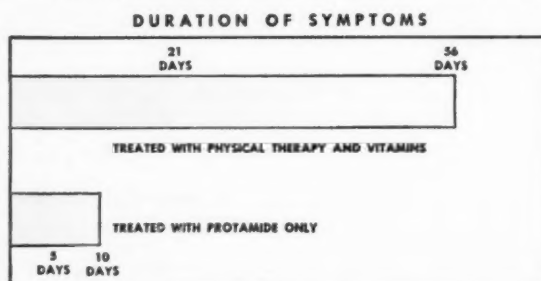 DURATION OF SYMPTOMS
21 56
DAYS DAYS
TREATED WITH PHYSICAL THERAPY AND VITAMINS
TREATED WITH PROTAMIDE ONLY
5 10
DAYS DAYS